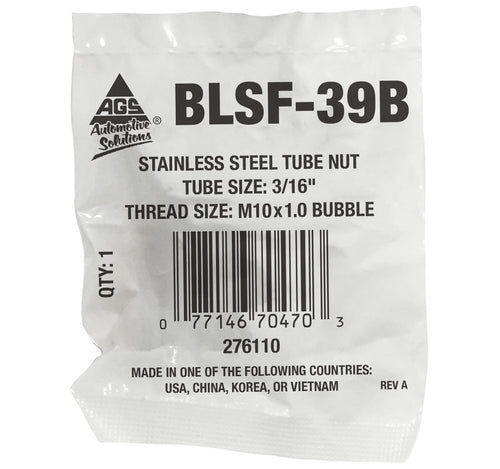 AGS
Automotive
Solutions®
BLSF-39B
STAINLESS STEEL TUBE NUT
TUBE SIZE: 3/16"
THREAD SIZE: M10x1.0 BUBBLE
QTY: 1
0 77146 70470 3
276110
MADE IN ONE OF THE FOLLOWING COUNTRIES:
USA, CHINA, KOREA, OR VIETNAM
REV A